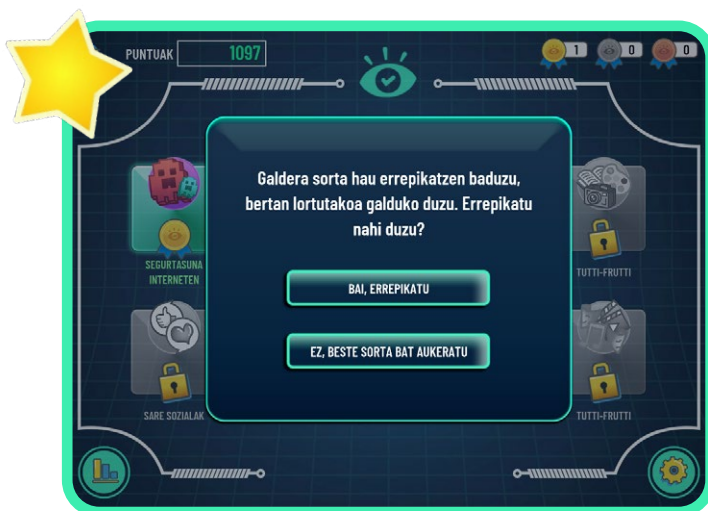 PUNTUAK 1097
1 0 0
Galdera sorta hau errepikatzen baduzu,
bertan lortutakoa galduko duzu. Errepikatu
nahi duzu?
BAI, ERREPIKATU
EZ, BESTE SORTA BAT AUKERATU
SEGURTASUNA
INTERNETEN
TUTTI-FRUTTI
SARE SOZIALAK
TUTTI-FRUTTI